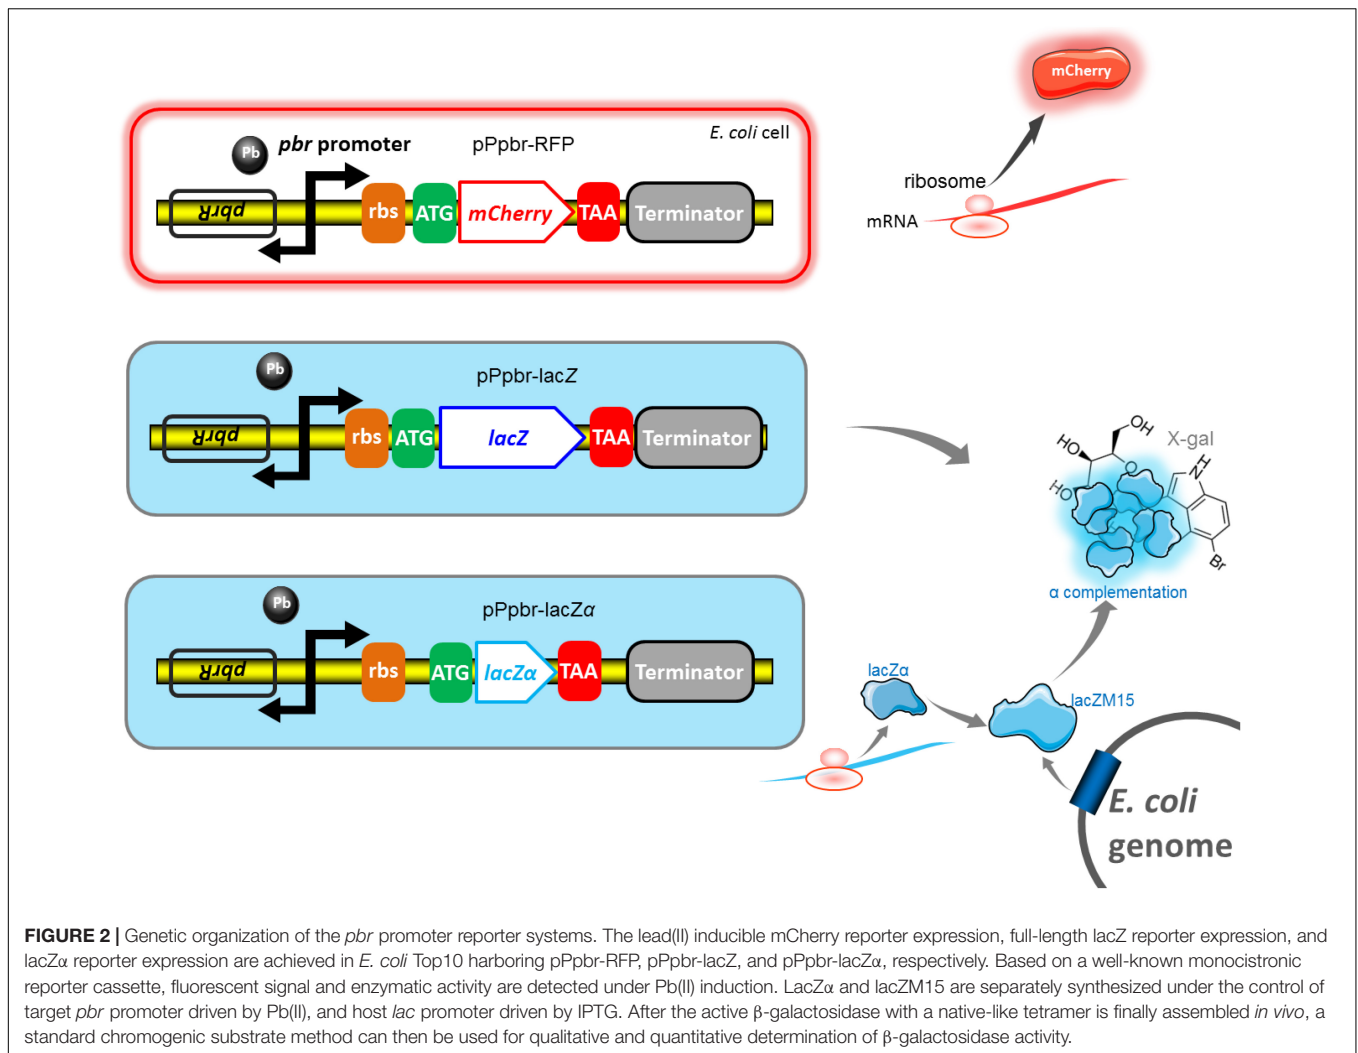 E. coli cell
Pb
pbr promoter
pPpbr-RFP
pbrR
rbs
ATG
mCherry
TAA
Terminator
mCherry
ribosome
mRNA
Pb
pPpbr-lacZ
pbrR
rbs
ATG
lacZ
TAA
Terminator
OH
X-gal
HO
H
N
O
HO
Br
α complementation
Pb
pPpbr-lacZα
pbrR
rbs
ATG
lacZα
TAA
Terminator
lacZα
lacZM15
E. coli
genome
FIGURE 2 | Genetic organization of the pbr promoter reporter systems. The lead(II) inducible mCherry reporter expression, full-length lacZ reporter expression, and
lacZα reporter expression are achieved in E. coli Top10 harboring pPpbr-RFP, pPpbr-lacZ, and pPpbr-lacZα, respectively. Based on a well-known monocistronic
reporter cassette, fluorescent signal and enzymatic activity are detected under Pb(II) induction. LacZα and lacZM15 are separately synthesized under the control of
target pbr promoter driven by Pb(II), and host lac promoter driven by IPTG. After the active β-galactosidase with a native-like tetramer is finally assembled in vivo, a
standard chromogenic substrate method can then be used for qualitative and quantitative determination of β-galactosidase activity.